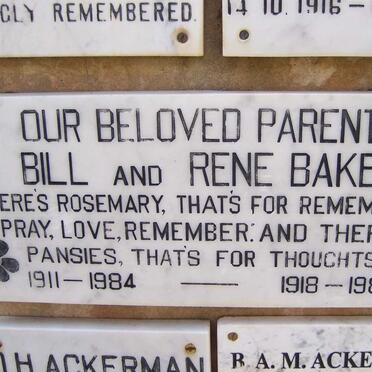 CLY REMEMBERED.
14 10. 1916 -
OUR BELOVED PARENT
BILL AND RENE BAKE
ERE'S ROSEMARY, THAT'S FOR REMEM
PRAY, LOVE, REMEMBER: AND THER
PANSIES, THAT'S FOR THOUGHTS
1911-1984 — 1918-198
H. ACKERMAN
B. A. M. ACKE